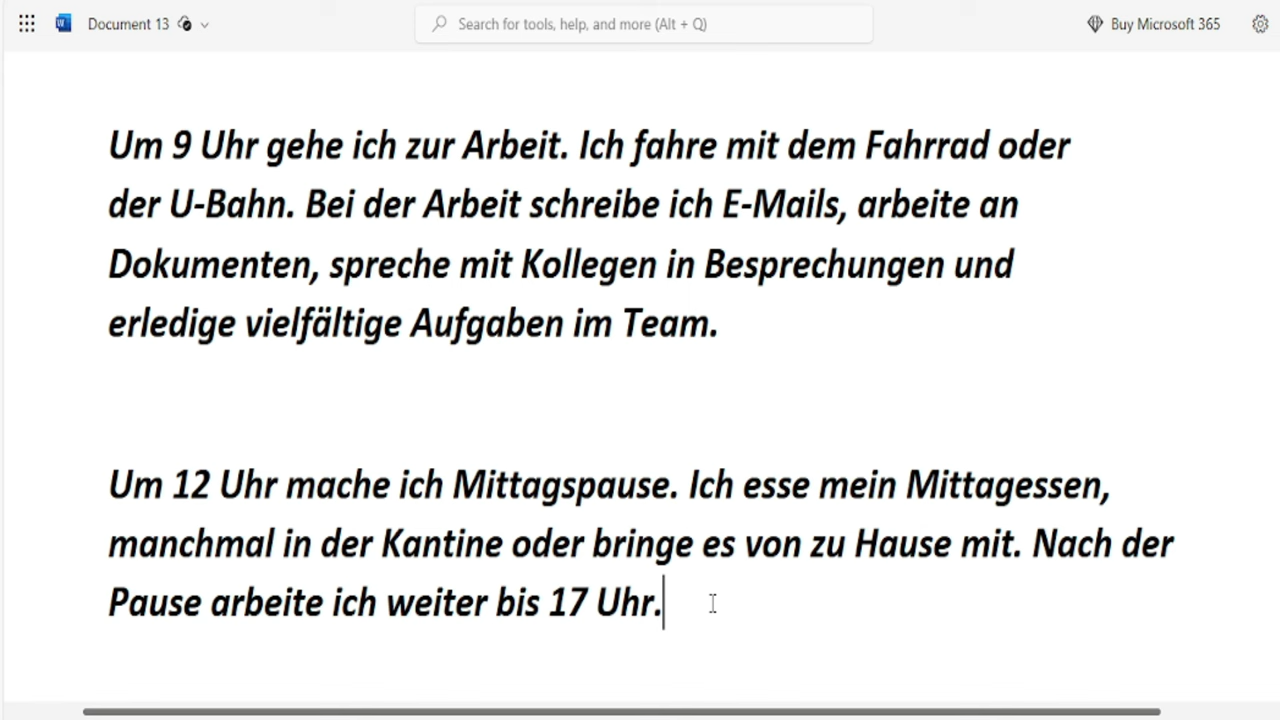 Document 13
Search for tools, help, and more (Alt + Q)
Buy Microsoft 365
Um 9 Uhr gehe ich zur Arbeit. Ich fahre mit dem Fahrrad oder
der U-Bahn. Bei der Arbeit schreibe ich E-Mails, arbeite an
Dokumenten, spreche mit Kollegen in Besprechungen und
erledige vielfältige Aufgaben im Team.
Um 12 Uhr mache ich Mittagspause. Ich esse mein Mittagessen,
manchmal in der Kantine oder bringe es von zu Hause mit. Nach der
Pause arbeite ich weiter bis 17 Uhr.